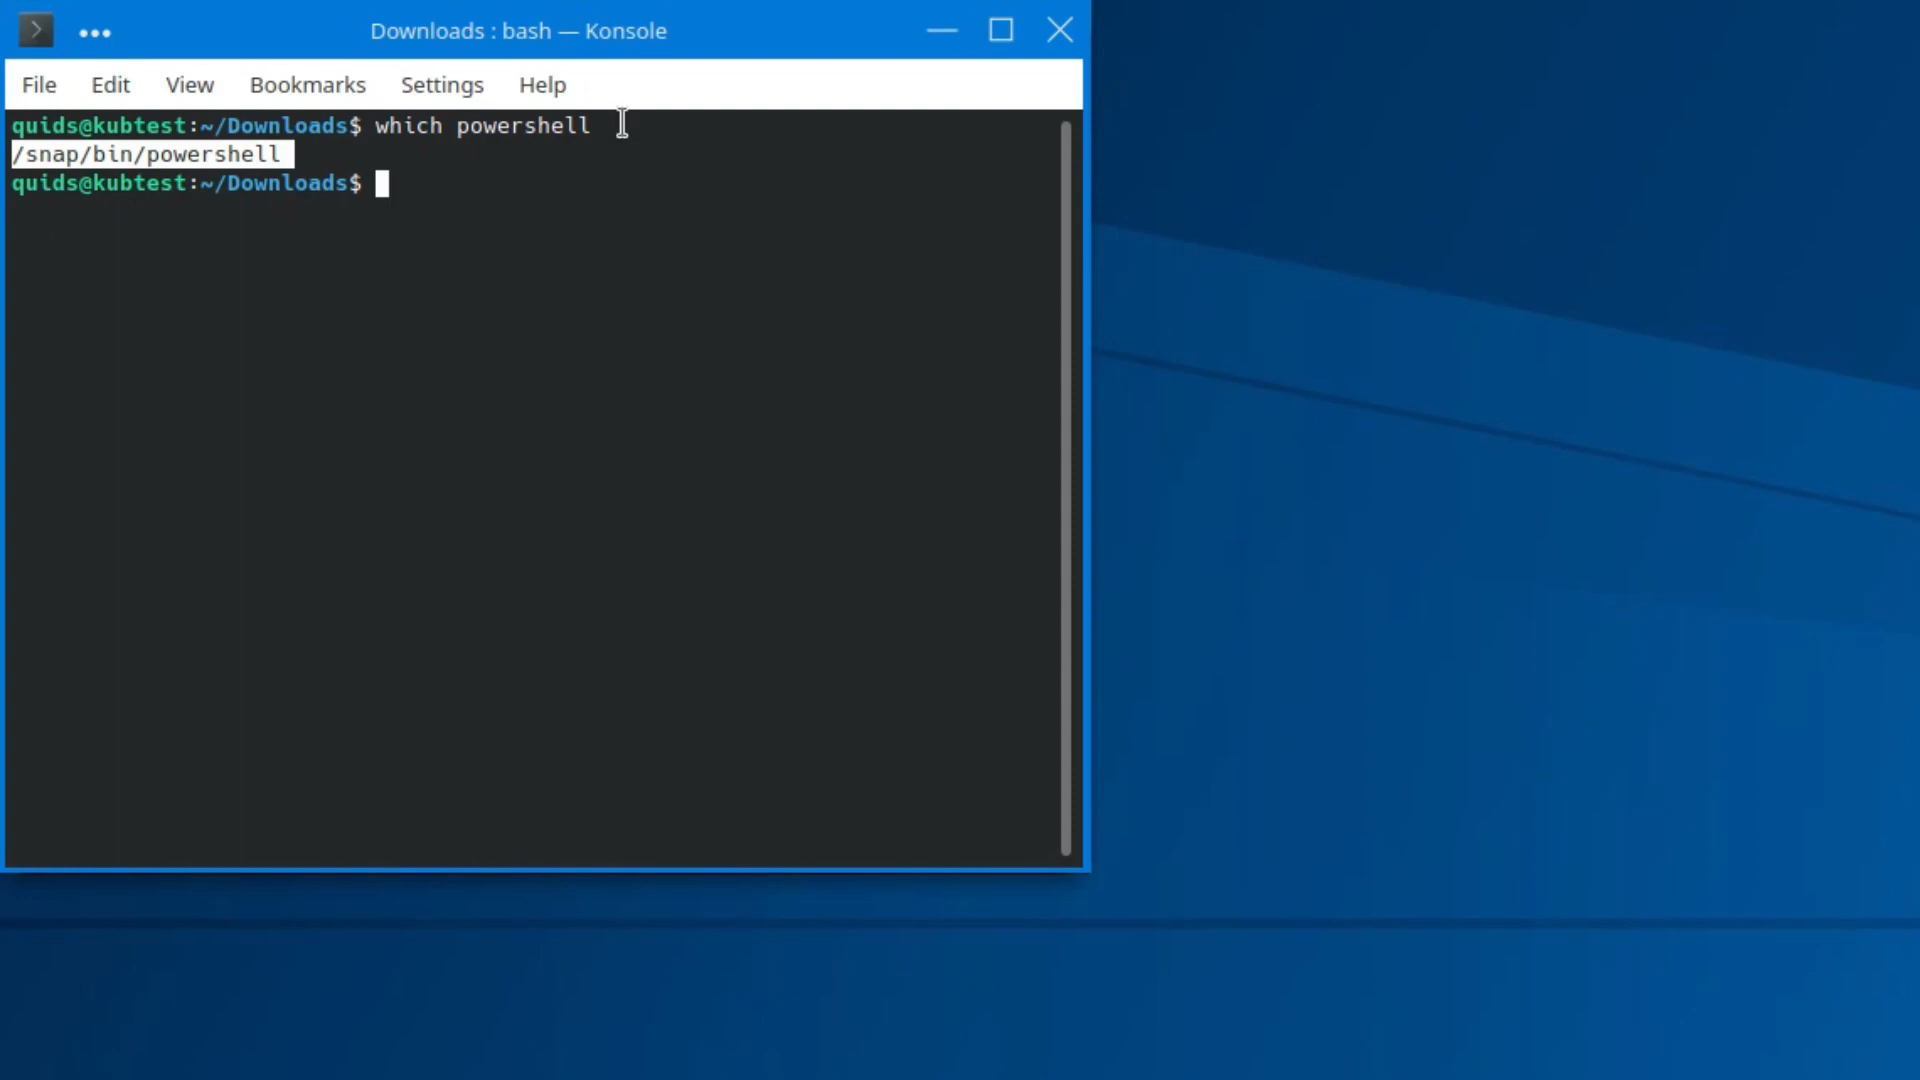 Downloads : bash — Konsole
File Edit View Bookmarks Settings Help
quids@kubtest:~/Downloads$ which powershell
/snap/bin/powershell
quids@kubtest:~/Downloads$